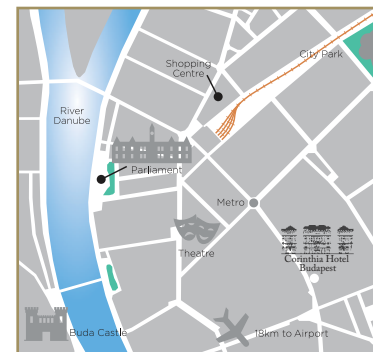 City Park
Shopping
Centre
River
Danube
Parliament
Metro
Theatre
Corinthia Hotel
Budapest
Buda Castle
18km to Airport